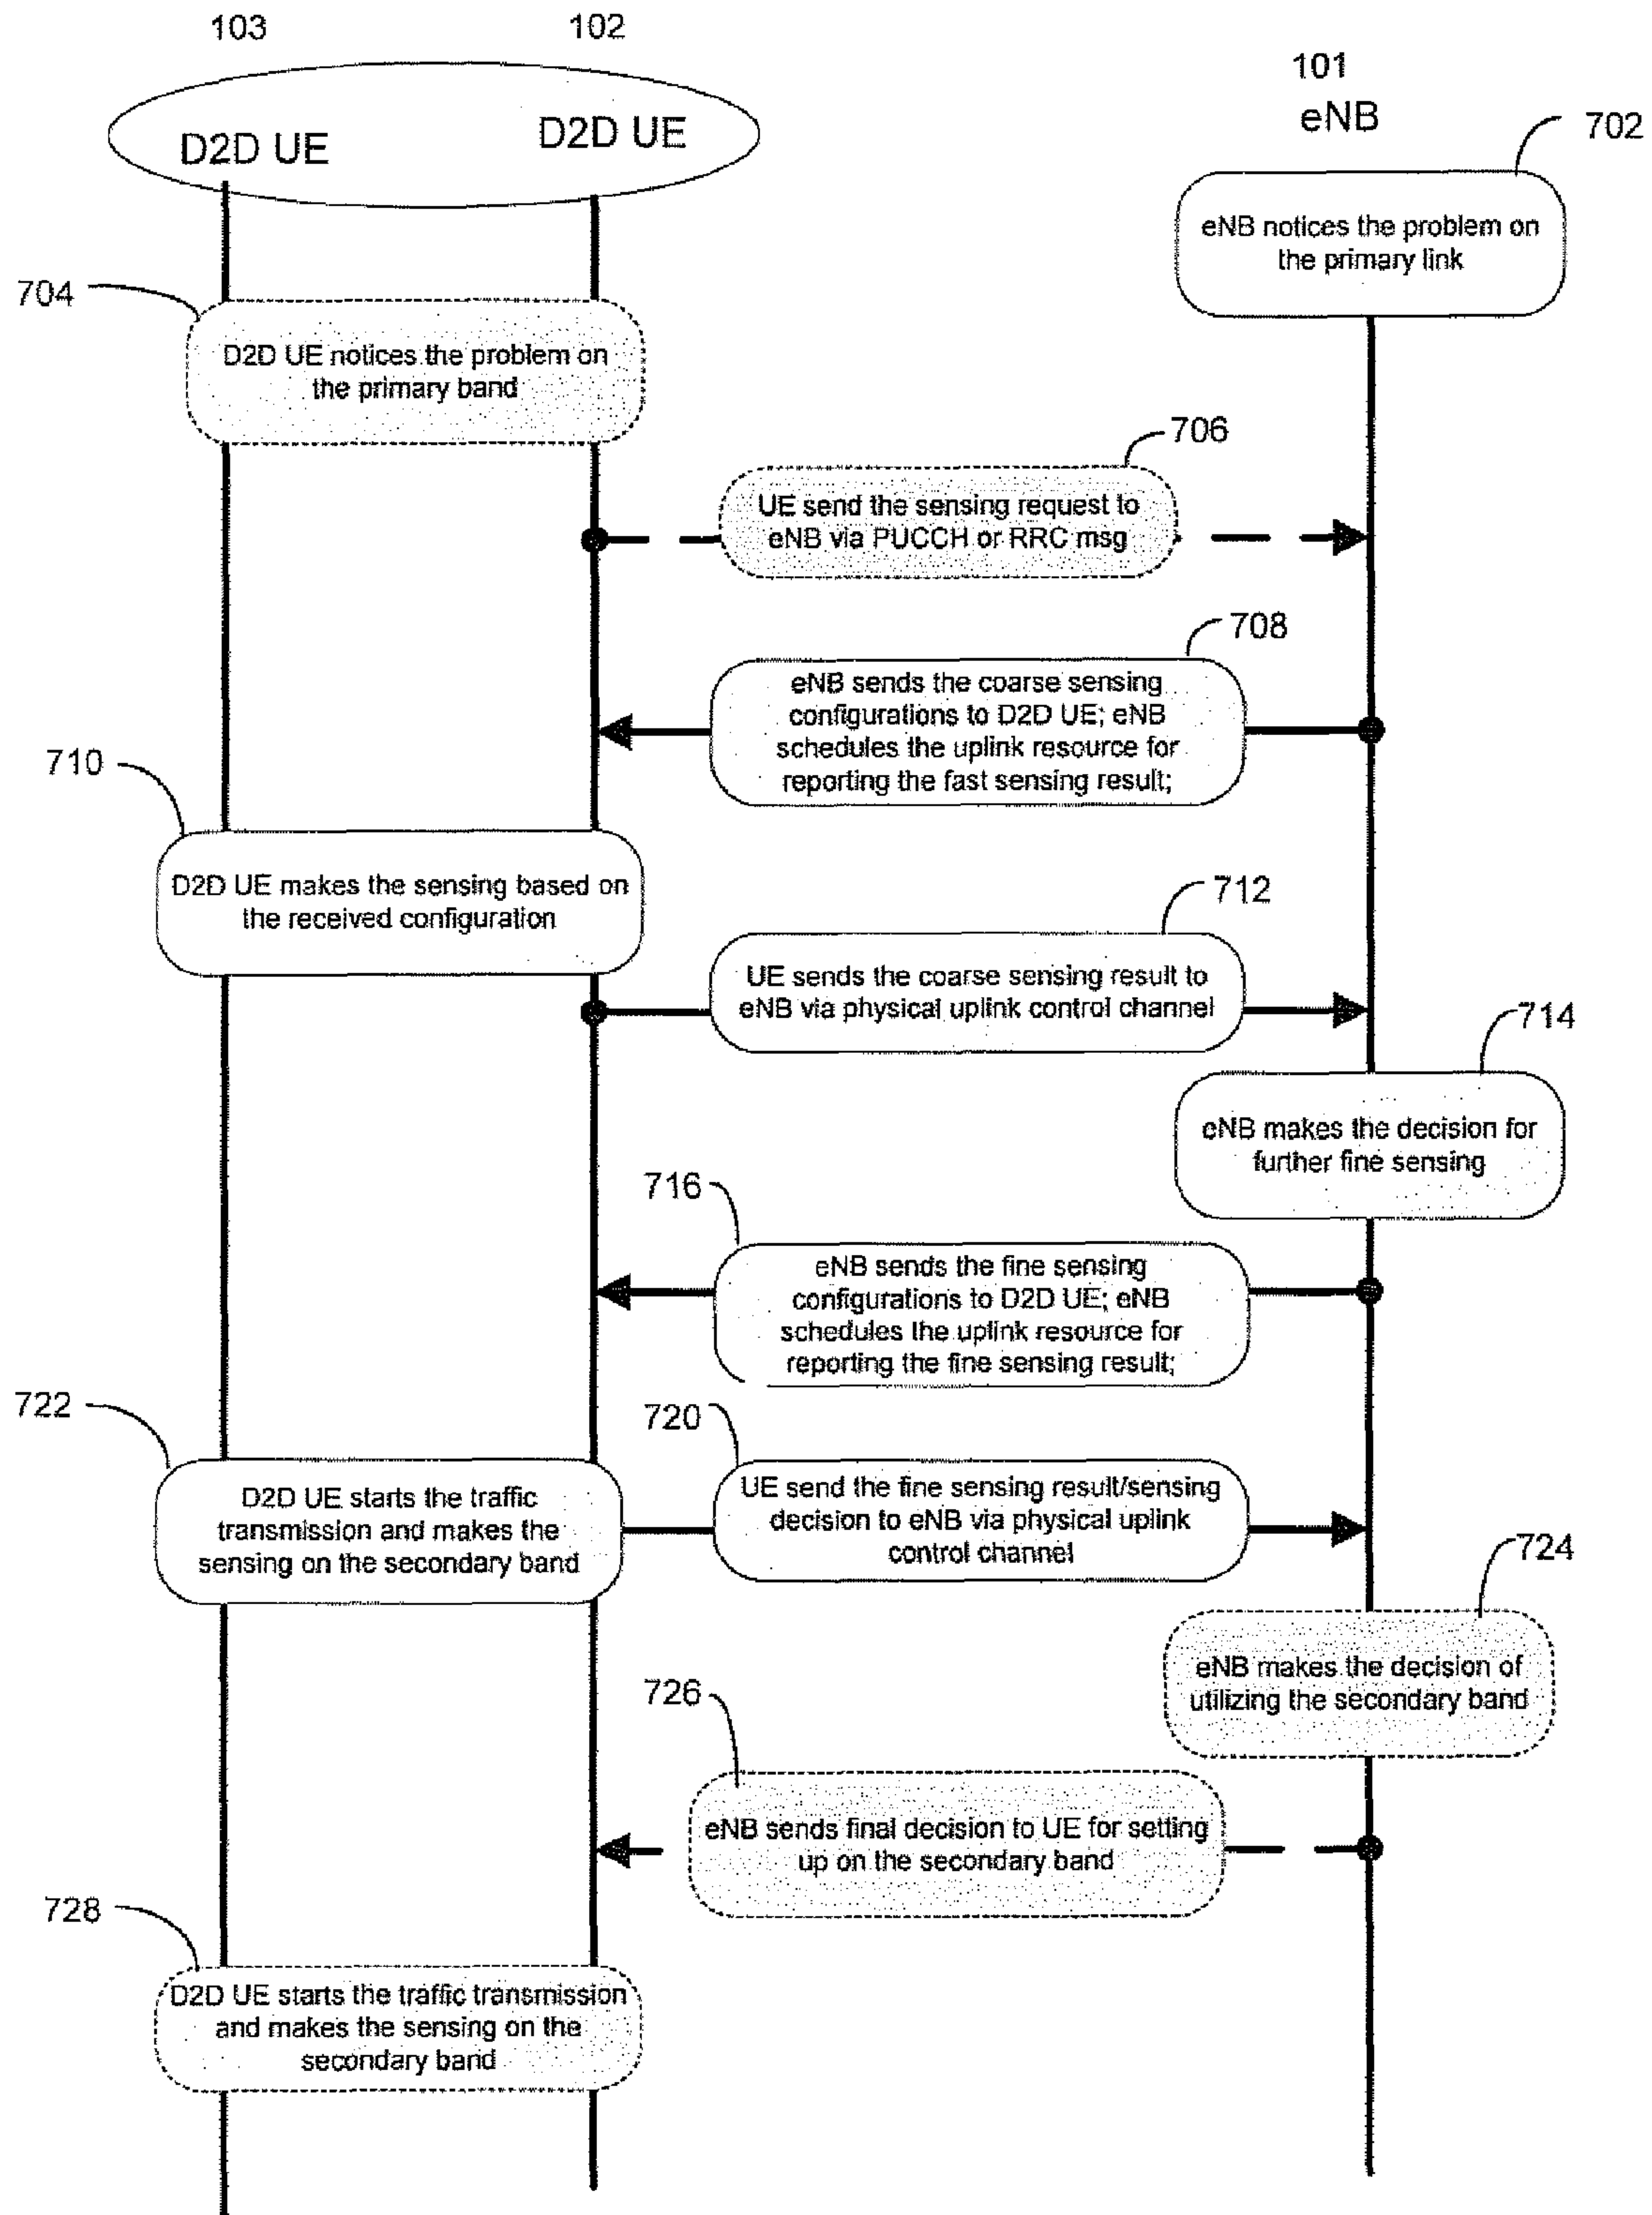 103
102
101
eNB
D2D UE
D2D UE
702
eNB notices the problem on
the primary link
704
D2D UE notices the problem on
the primary band
706
UE send the sensing request to
eNB via PUCCH or RRC msg
708
eNB sends the coarse sensing
configurations to D2D UE; eNB
schedules the uplink resource for
reporting the fast sensing result;
710
D2D UE makes the sensing based on
the received configuration
712
UE sends the coarse sensing result to
eNB via physical uplink control channel
714
eNB makes the decision for
further fine sensing
716
eNB sends the fine sensing
configurations to D2D UE; eNB
schedules the uplink resource for
reporting the fine sensing result;
722
D2D UE starts the traffic
transmission and makes the
sensing on the secondary band
720
UE send the fine sensing result/sensing
decision to eNB via physical uplink
control channel
724
eNB makes the decision of
utilizing the secondary band
726
eNB sends final decision to UE for setting
up on the secondary band
728
D2D UE starts the traffic transmission
and makes the sensing on the
secondary band